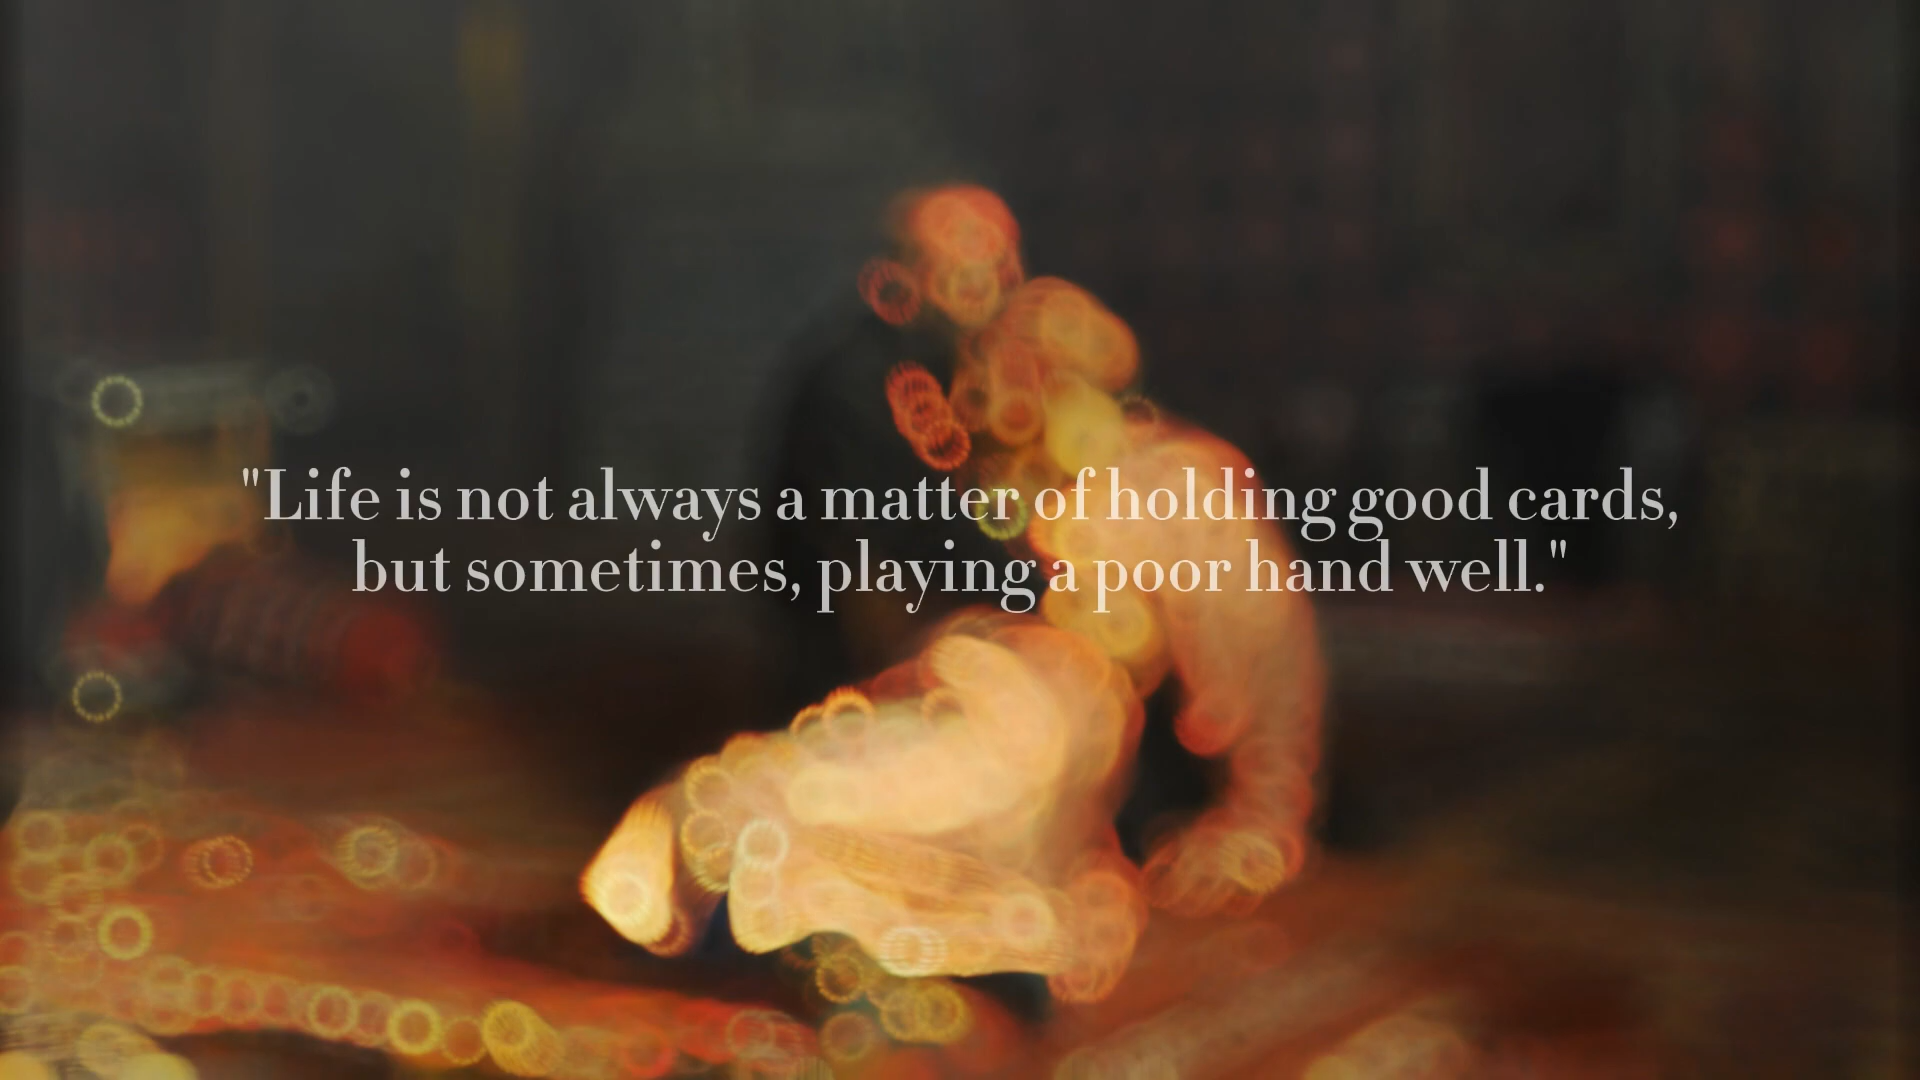 "Life is not always a matter of holding good cards,
but sometimes, playing a poor hand well."